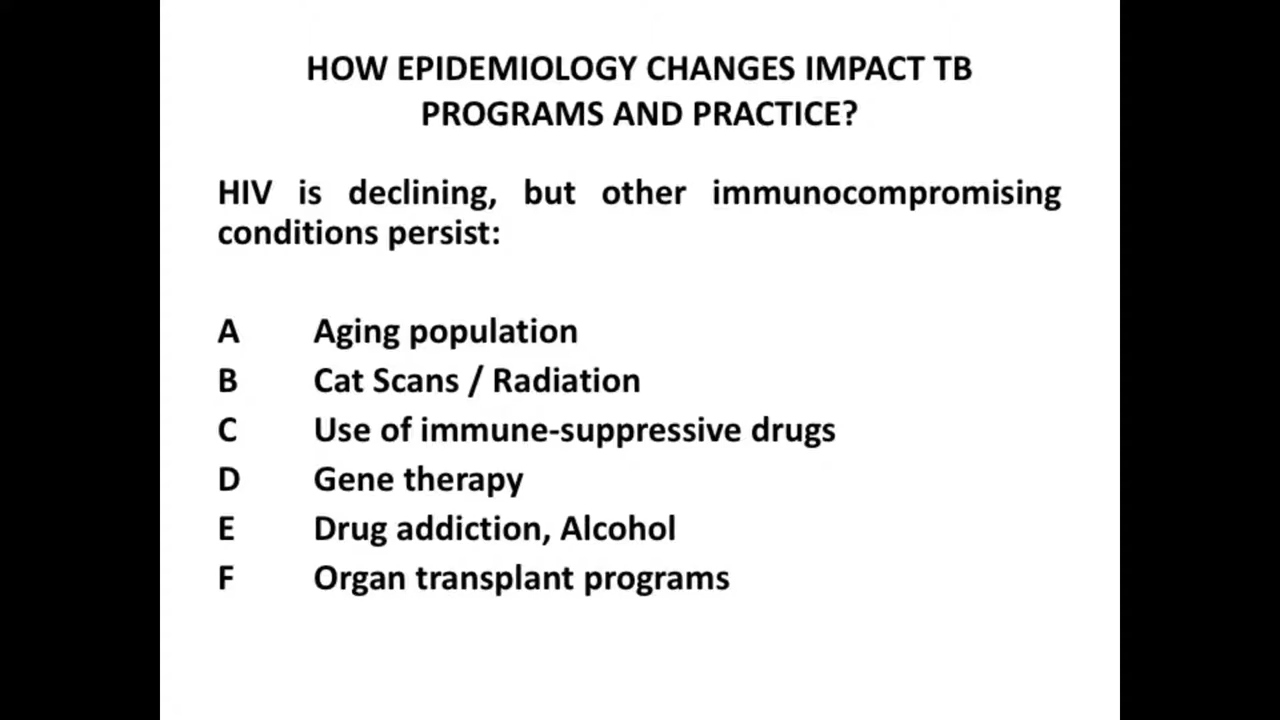 HOW EPIDEMIOLOGY CHANGES IMPACT TB
PROGRAMS AND PRACTICE?
HIV is declining, but other immunocompromising
conditions persist:
A Aging population
B Cat Scans / Radiation
C Use of immune-suppressive drugs
D Gene therapy
E Drug addiction, Alcohol
F Organ transplant programs